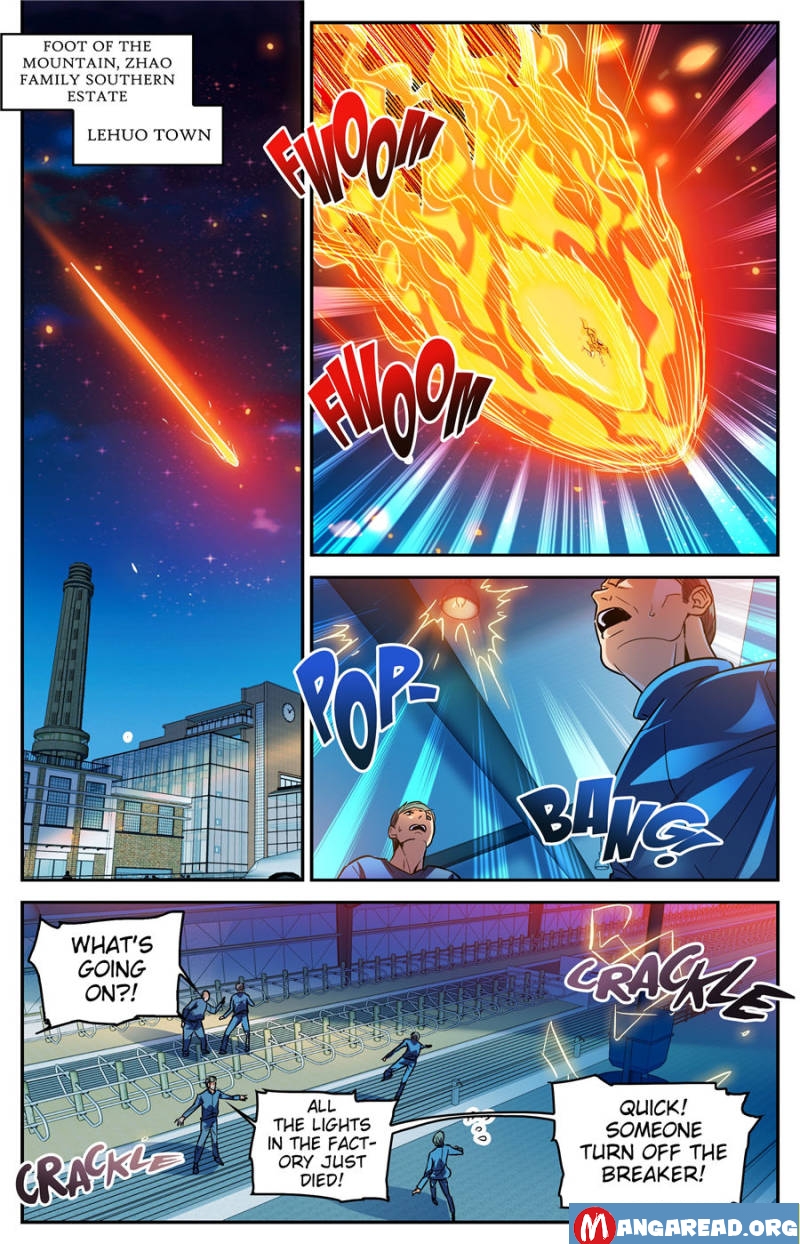 FOOT OF THE
MOUNTAIN, ZHAO
FAMILY SOUTHERN
ESTATE
LEHUO TOWN
FWOOM
FWOOM
POP-
BANG
WHAT'S
GOING
ON?!
CRACKLE
CRACKLE
ALL
THE LIGHTS
IN THE FACT-
ORY JUST
DIED!
QUICK!
SOMEONE
TURN OFF THE
BREAKER!
MANGAREAD.ORG